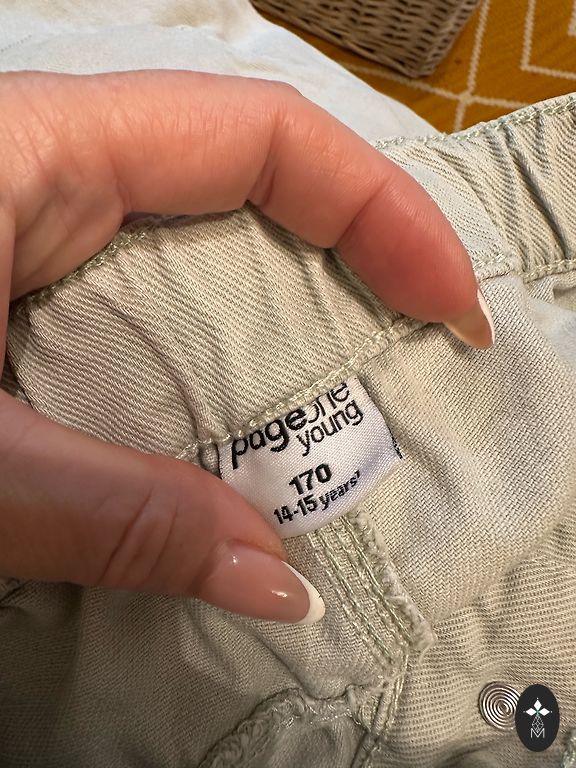 pageone
young
170
14-15 years'